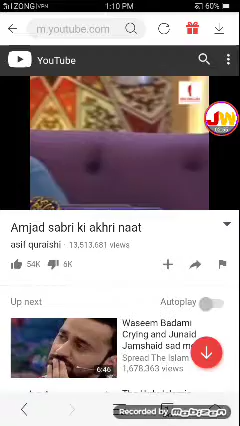 ZONG VPN 1:10 PM 60%
m.youtube.com
YouTube
JW
Amjad sabri ki akhri naat
asif quraishi · 13,513,681 views
54K 6K
Up next Autoplay
Waseem Badami
Crying and Junaid
Jamshaid sad m
Spread The Islam
1,678,363 views
6:46
Recorded by Mobizen